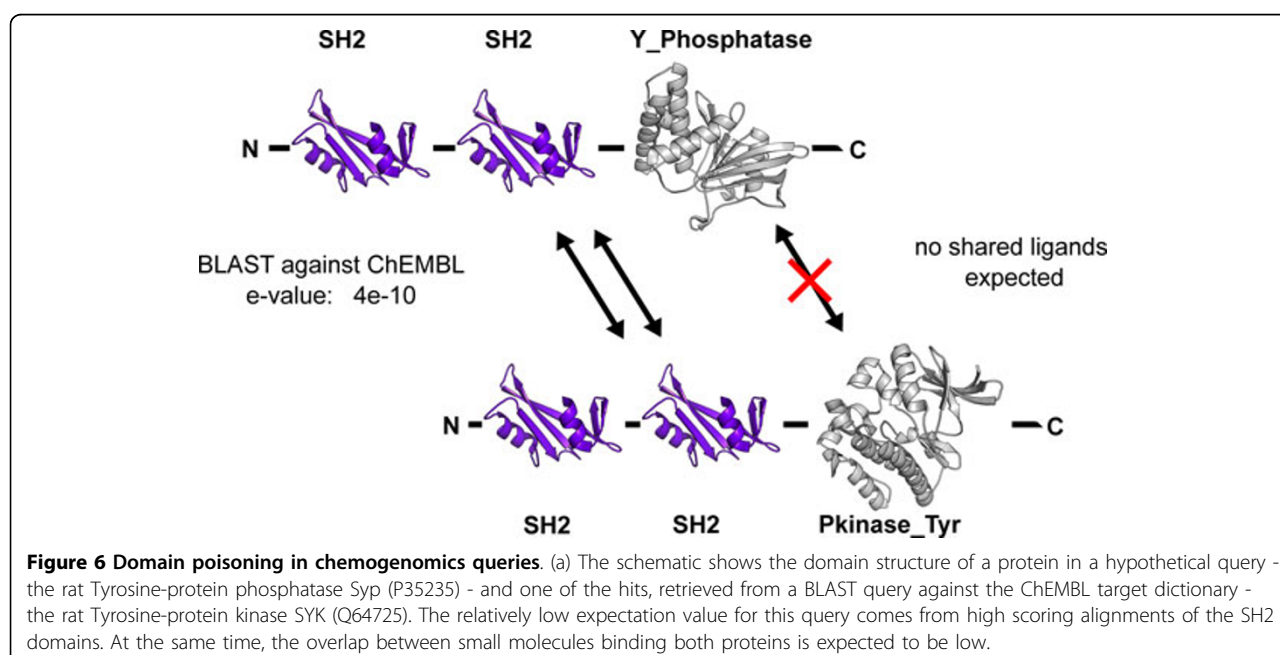 SH2 SH2 Y_Phosphatase
N C
BLAST against ChEMBL
e-value: 4e-10
no shared ligands
expected
N C
SH2 SH2 Pkinase_Tyr
Figure 6 Domain poisoning in chemogenomics queries. (a) The schematic shows the domain structure of a protein in a hypothetical query -
the rat Tyrosine-protein phosphatase Syp (P35235) - and one of the hits, retrieved from a BLAST query against the ChEMBL target dictionary -
the rat Tyrosine-protein kinase SYK (Q64725). The relatively low expectation value for this query comes from high scoring alignments of the SH2
domains. At the same time, the overlap between small molecules binding both proteins is expected to be low.